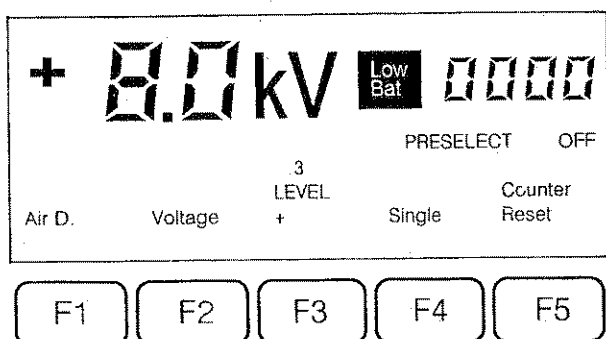 + 8.0 kV Low Bat 0000
PRESELECT OFF
3
LEVEL
Air D. Voltage + Single Counter Reset
F1 F2 F3 F4 F5